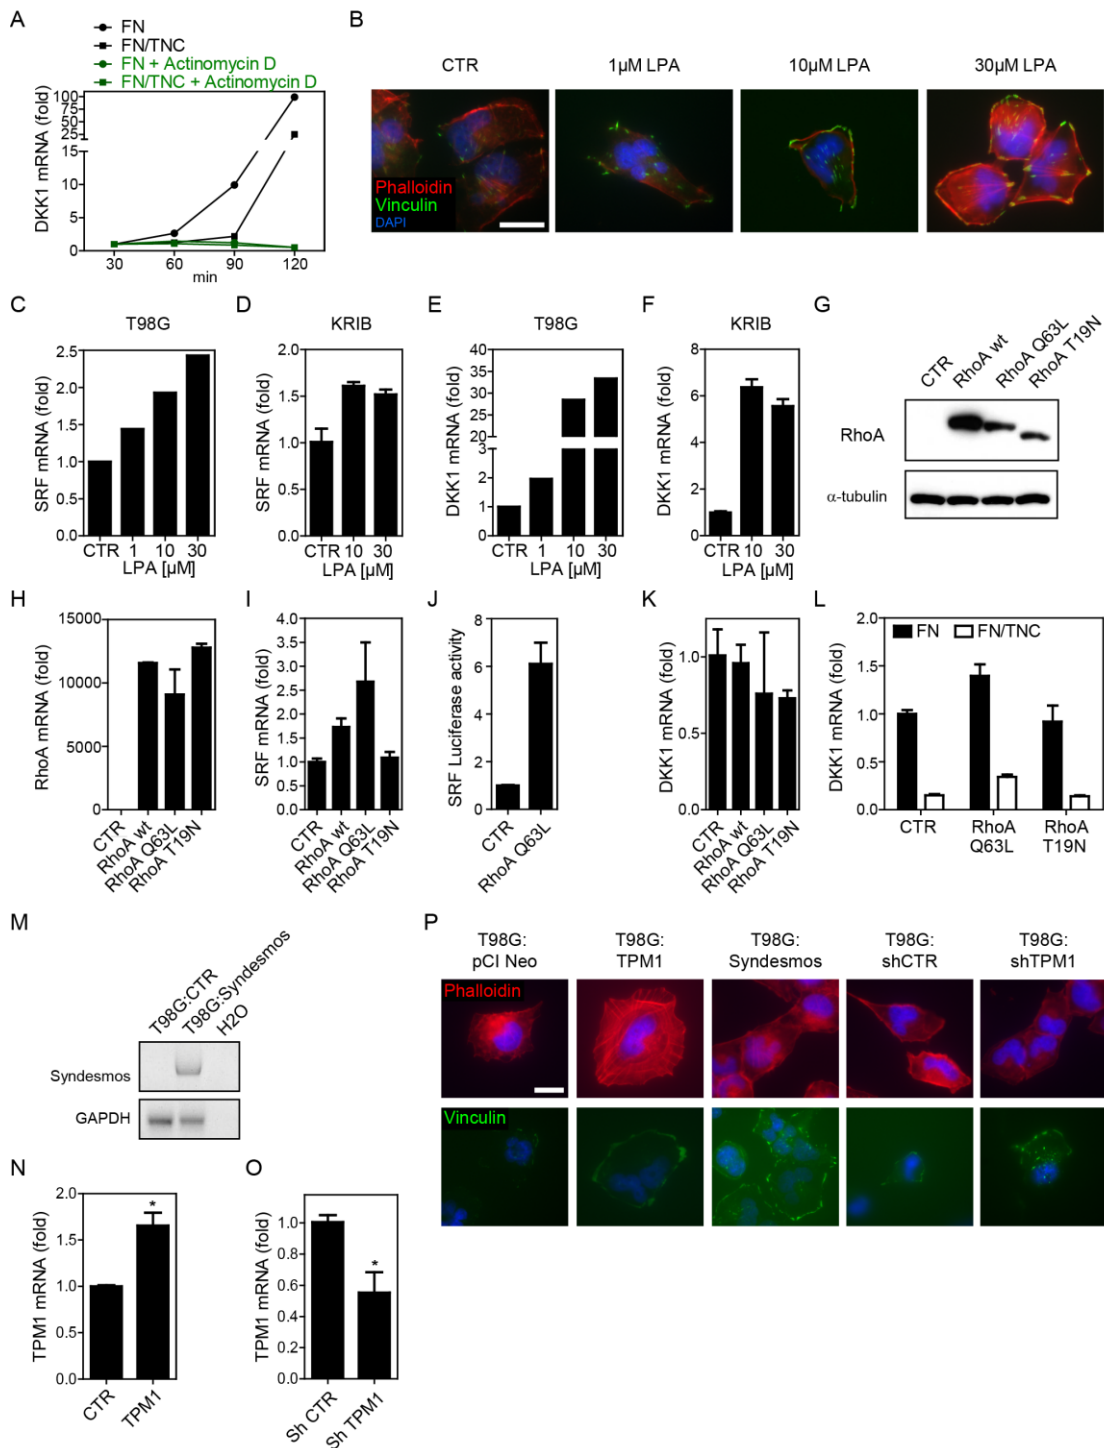 A
FN
FN/TNC
FN + Actinomycin D
FN/TNC + Actinomycin D
DKK1 mRNA (fold)
100
75
50
25
15
10
5
0
30 60 90 120
min
B
CTR 1µM LPA 10µM LPA 30µM LPA
Phalloidin
Vinculin
DAPI
C
T98G
SRF mRNA (fold)
2.5
2.0
1.5
1.0
0.5
0.0
CTR 1 10 30
LPA [µM]
D
KRIB
SRF mRNA (fold)
2.0
1.5
1.0
0.5
0.0
CTR 10 30
LPA [µM]
E
T98G
DKK1 mRNA (fold)
40
35
30
25
20
3
2
1
0
CTR 1 10 30
LPA [µM]
F
KRIB
DKK1 mRNA (fold)
8
6
4
2
0
CTR 10 30
LPA [µM]
G
CTR
RhoA wt
RhoA Q63L
RhoA T19N
RhoA
α-tubulin
H
RhoA mRNA (fold)
15000
10000
5000
0
CTR
RhoA wt
RhoA Q63L
RhoA T19N
I
SRF mRNA (fold)
4.0
3.5
3.0
2.5
2.0
1.5
1.0
0.5
0.0
CTR
RhoA wt
RhoA Q63L
RhoA T19N
J
SRF Luciferase activity
8
6
4
2
0
CTR
RhoA Q63L
K
DKK1 mRNA (fold)
1.0
0.5
0.0
CTR
RhoA wt
RhoA Q63L
RhoA T19N
L
FN FN/TNC
DKK1 mRNA (fold)
2.0
1.5
1.0
0.5
0.0
CTR RhoA RhoA
Q63L T19N
M
T98G:CTR
T98G:Syndesmos
H2O
Syndesmos
GAPDH
N
TPM1 mRNA (fold)
2.0
1.5
1.0
0.5
0.0
*
CTR
TPM1
O
TPM1 mRNA (fold)
1.0
0.8
0.6
0.4
0.2
0.0
*
Sh CTR
Sh TPM1
P
T98G: T98G: T98G: T98G: T98G:
pCI Neo TPM1 Syndesmos shCTR shTPM1
Phalloidin
Vinculin